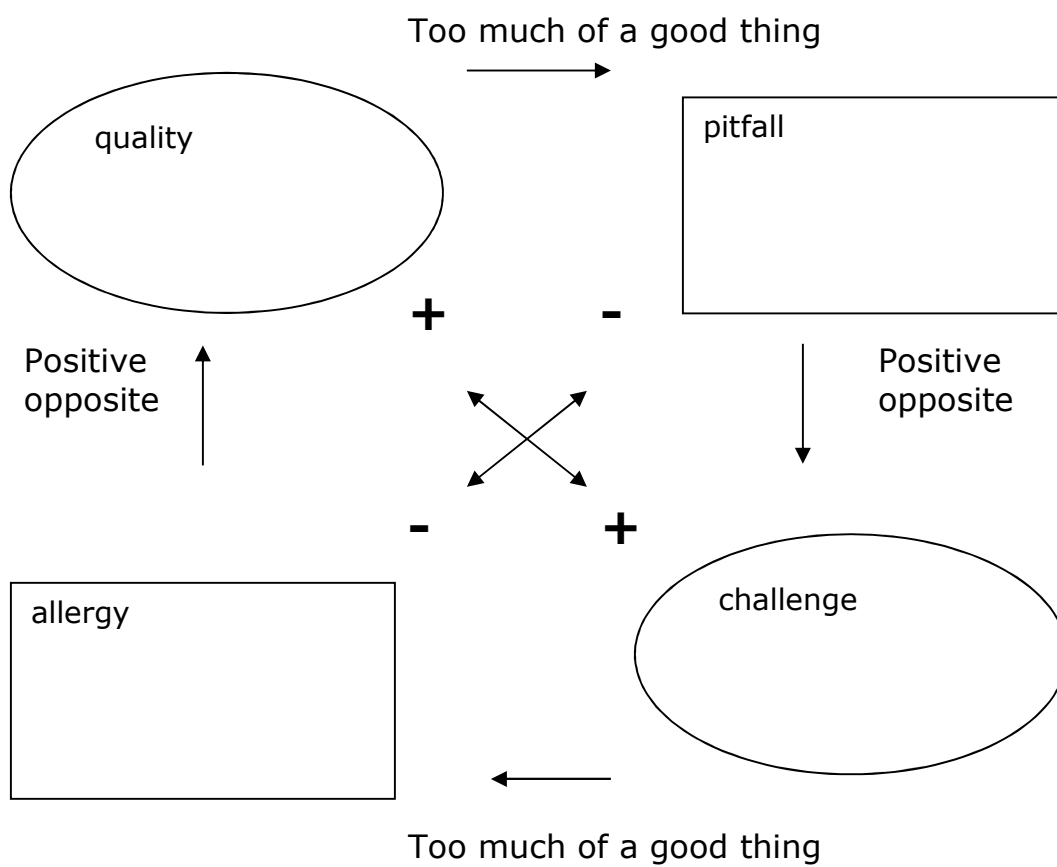 Too much of a good thing
quality
pitfall
+
-
Positive
opposite
Positive
opposite
-
+
allergy
challenge
Too much of a good thing